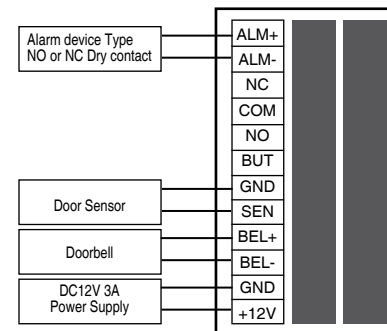 Alarm device Type
NO or NC Dry contact
Door Sensor
Doorbell
DC12V 3A
Power Supply
ALM+
ALM-
NC
COM
NO
BUT
GND
SEN
BEL+
BEL-
GND
+12V